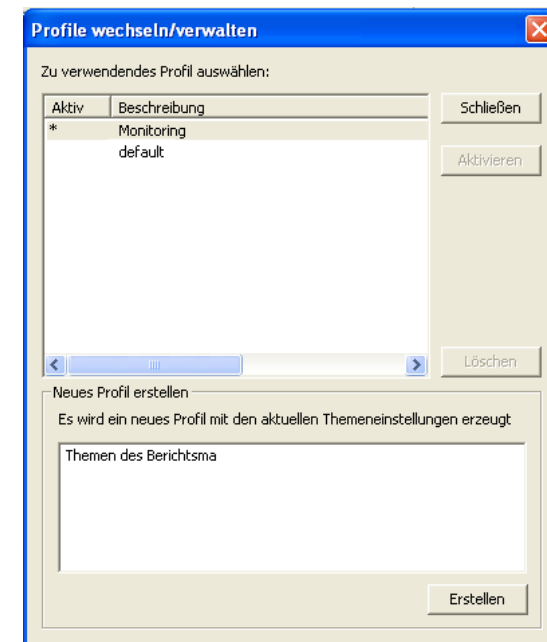 Profile wechseln/verwalten
Zu verwendendes Profil auswählen:
Aktiv Beschreibung
Schließen
* Monitoring
default
Aktivieren
Löschen
Neues Profil erstellen
Es wird ein neues Profil mit den aktuellen Themeneinstellungen erzeugt
Themen des Berichtsma
Erstellen